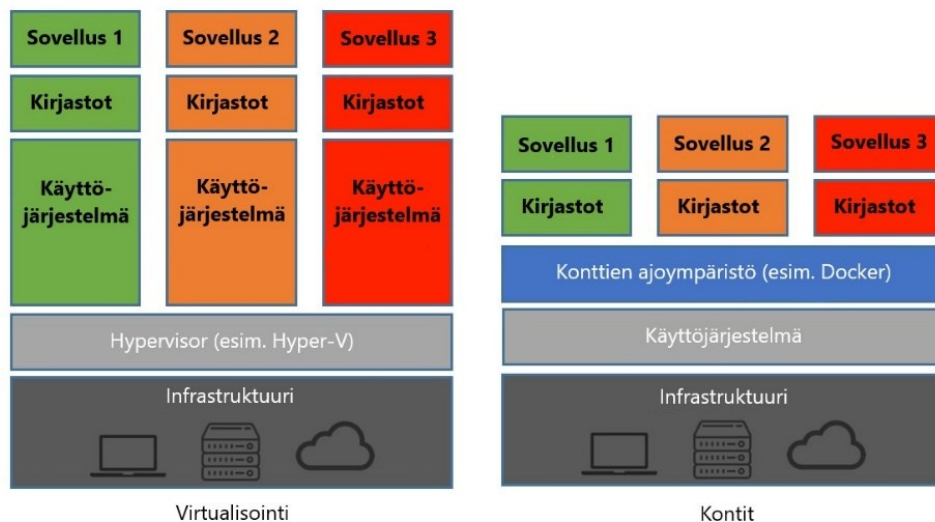 Sovellus 1
Sovellus 2
Sovellus 3
Kirjastot
Kirjastot
Kirjastot
Käyttö-
järjestelmä
Käyttö-
järjestelmä
Käyttö-
järjestelmä
Hypervisor (esim. Hyper-V)
Infrastruktuuri
Virtualisointi
Sovellus 1
Sovellus 2
Sovellus 3
Kirjastot
Kirjastot
Kirjastot
Konttien ajoympäristö (esim. Docker)
Käyttöjärjestelmä
Infrastruktuuri
Kontit